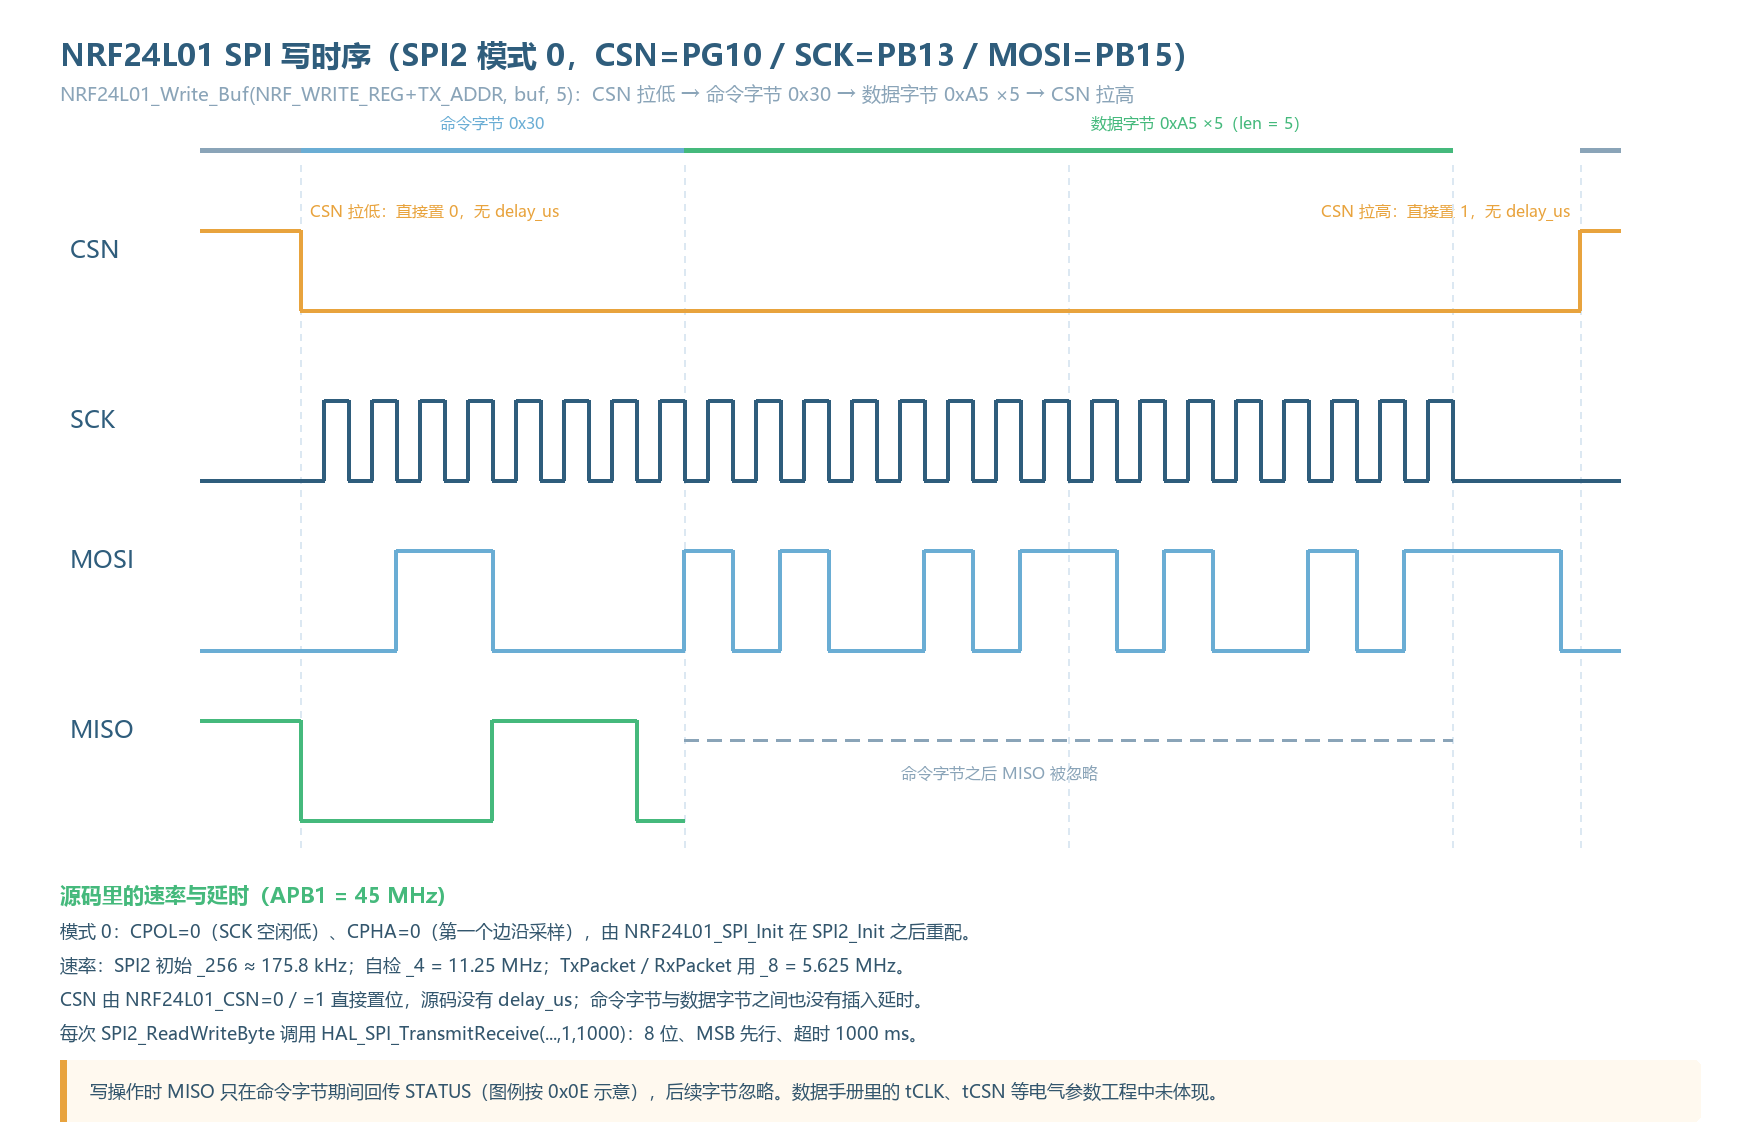 NRF24L01 SPI 写时序（SPI2 模式 0，CSN=PG10 / SCK=PB13 / MOSI=PB15）
NRF24L01_Write_Buf(NRF_WRITE_REG+TX_ADDR, buf, 5)：CSN 拉低 → 命令字节 0x30 → 数据字节 0xA5 ×5 → CSN 拉高
命令字节 0x30
数据字节 0xA5 ×5（len = 5）
CSN 拉低：直接置 0，无 delay_us
CSN 拉高：直接置 1，无 delay_us
CSN
SCK
MOSI
MISO
命令字节之后 MISO 被忽略
源码里的速率与延时（APB1 = 45 MHz）
模式 0：CPOL=0（SCK 空闲低）、CPHA=0（第一个边沿采样），由 NRF24L01_SPI_Init 在 SPI2_Init 之后重配。
速率：SPI2 初始 _256 ≈ 175.8 kHz；自检 _4 = 11.25 MHz；TxPacket / RxPacket 用 _8 = 5.625 MHz。
CSN 由 NRF24L01_CSN=0 / =1 直接置位，源码没有 delay_us；命令字节与数据字节之间也没有插入延时。
每次 SPI2_ReadWriteByte 调用 HAL_SPI_TransmitReceive(...,1,1000)：8 位、MSB 先行、超时 1000 ms。
写操作时 MISO 只在命令字节期间回传 STATUS（图例按 0x0E 示意），后续字节忽略。数据手册里的 tCLK、tCSN 等电气参数工程中未体现。